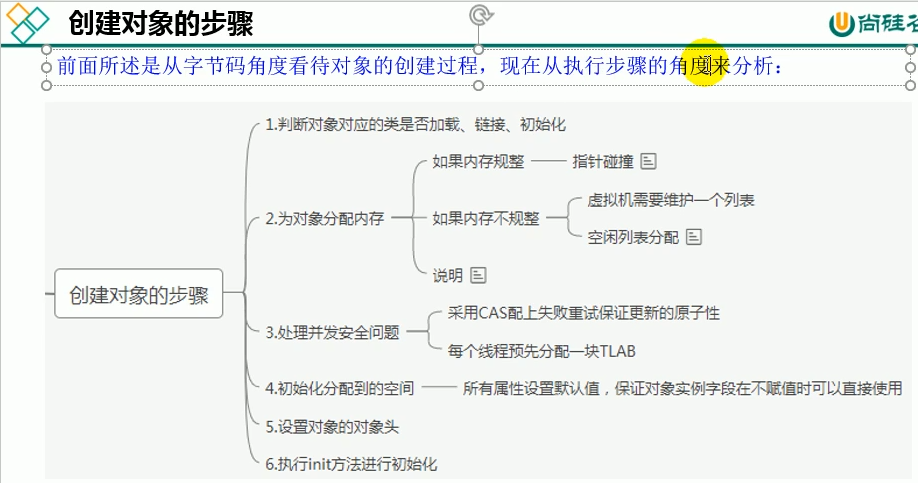 创建对象的步骤
尚硅谷
前面所述是从字节码角度看待对象的创建过程，现在从执行步骤的角度来分析：
创建对象的步骤
1.判断对象对应的类是否加载、链接、初始化
2.为对象分配内存
如果内存规整
指针碰撞
如果内存不规整
虚拟机需要维护一个列表
空闲列表分配
说明
3.处理并发安全问题
采用CAS配上失败重试保证更新的原子性
每个线程预先分配一块TLAB
4.初始化分配到的空间
所有属性设置默认值，保证对象实例字段在不赋值时可以直接使用
5.设置对象的对象头
6.执行init方法进行初始化